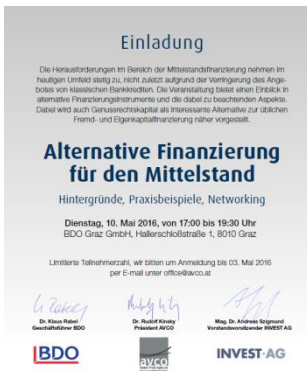 Einladung
Die Herausforderungen im Bereich der Mittelstandsfinanzierung nehmen im
heutigen Umfeld stetig zu, nicht zuletzt aufgrund der Verringerung des Ange-
botes von klassischen Bankkrediten. Die Veranstaltung bietet einen Einblick in
alternative Finanzierungsinstrumente und die dabei zu beachtenden Aspekte.
Dabei wird auch Genussrechtskapital als interessante Alternative zur üblichen
Fremd- und Eigenkapitalfinanzierung näher vorgestellt.
Alternative Finanzierung
für den Mittelstand
Hintergründe, Praxisbeispiele, Networking
Dienstag, 10. Mai 2016, von 17:00 bis 19:30 Uhr
BDO Graz GmbH, Hallerschloßstraße 1, 8010 Graz
Limitierte Teilnehmerzahl, wir bitten um Anmeldung bis 03. Mai 2016
per E-Mail unter office@avco.at
Dr. Klaus Rabel
Geschäftsführer BDO
Dr. Rudolf Kinsky
Präsident AVCO
Mag. Dr. Andreas Szigmund
Vorstandsvorsitzender INVEST AG
BDO
avco
INVEST AG